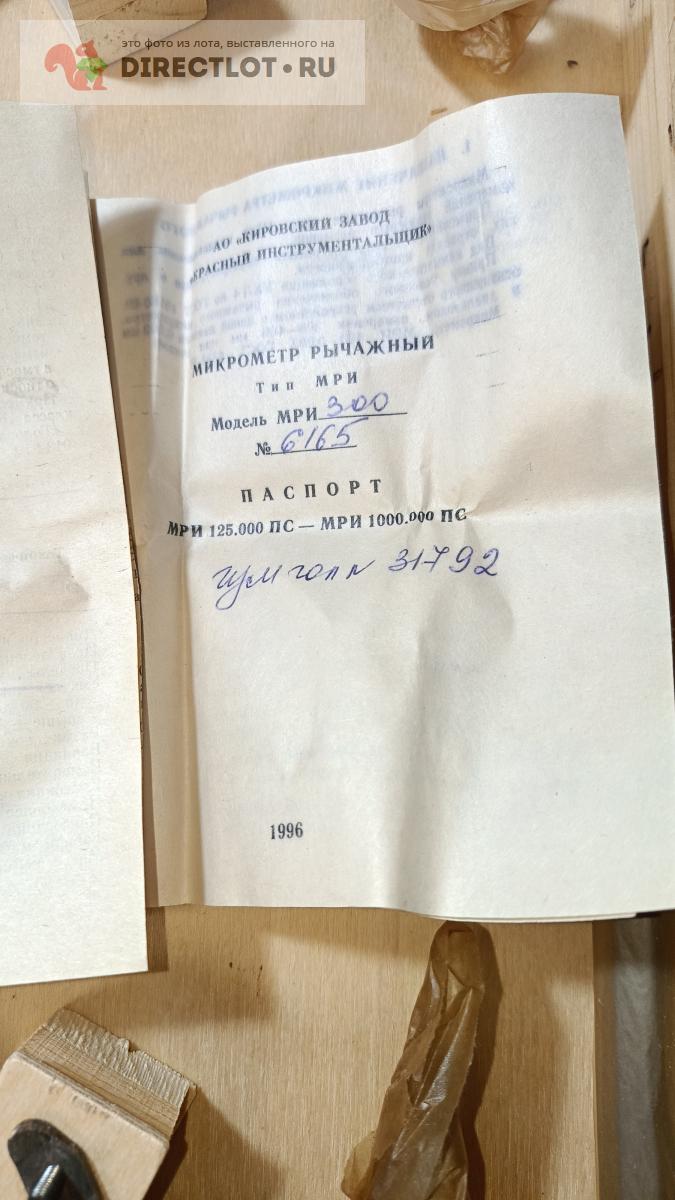 это фото из лота, выставленного на
DIRECTLOT.RU
АО «КИРОВСКИЙ ЗАВОД
«КРАСНЫЙ ИНСТРУМЕНТАЛЬЩИК»
МИКРОМЕТР РЫЧАЖНЫЙ
Тип МРИ
Модель МРИ 300
№ 6165
ПАСПОРТ
МРИ 125.000 ПС — МРИ 1000.000 ПС
31792
1996